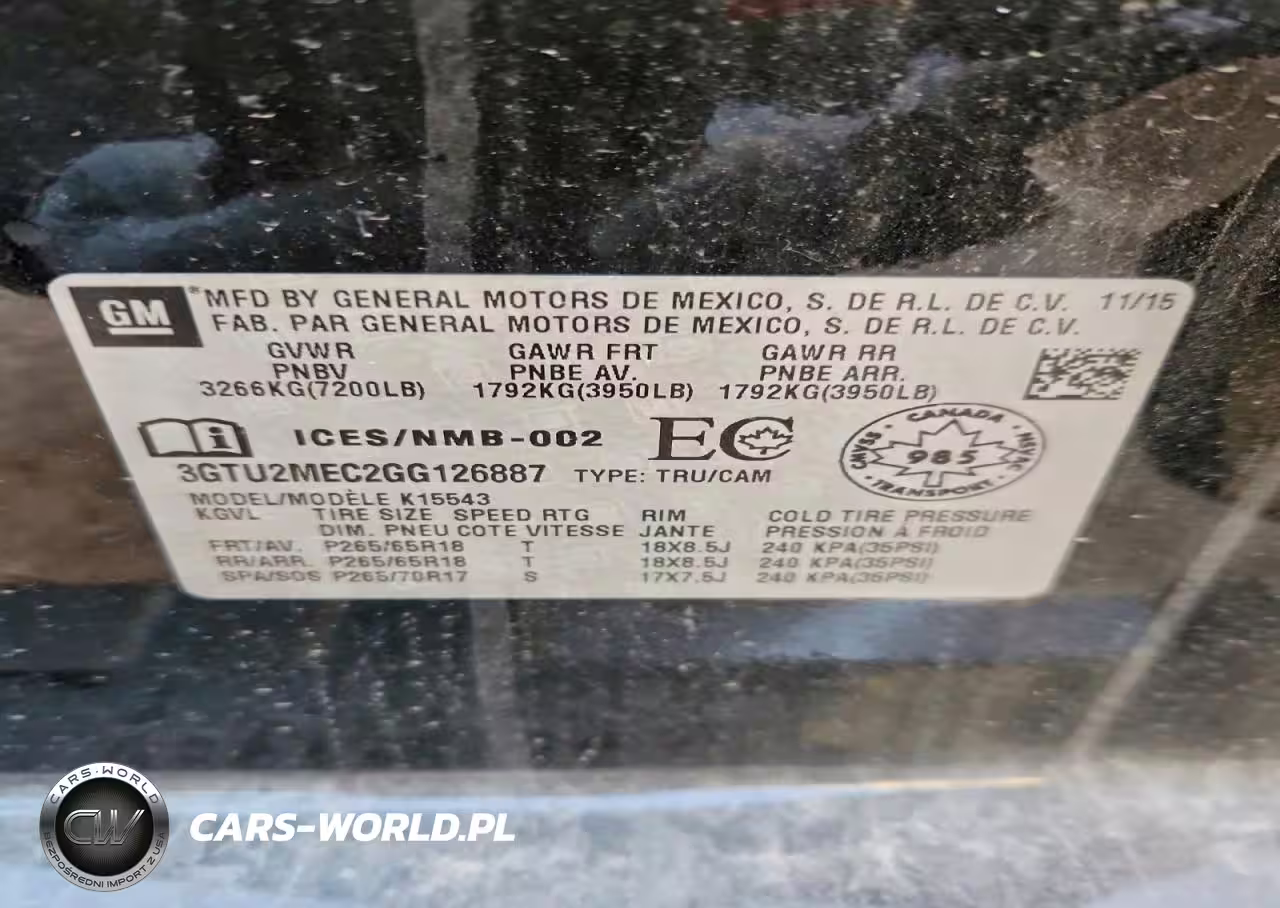 GM
MFD BY GENERAL MOTORS DE MEXICO, S. DE R.L. DE C.V. 11/15
FAB. PAR GENERAL MOTORS DE MEXICO, S. DE R.L. DE C.V.
GVWR GAWR FRT GAWR RR
PNBV PNBE AV. PNBE ARR.
3266KG(7200LB) 1792KG(3950LB) 1792KG(3950LB)
i ICES/NMB-002 EC
CANADA
CMVSS 985 NSVAC
TRANSPORT
3GTU2MEC2GG126887 TYPE: TRU/CAM
MODEL/MODÈLE K15543
KGVL TIRE SIZE SPEED RTG RIM COLD TIRE PRESSURE
DIM. PNEU COTE VITESSE JANTE PRESSION À FROID
FRT/AV. P265/65R18 T 18X8.5J 240 KPA(35PSI)
RR/ARR. P265/65R18 T 18X8.5J 240 KPA(35PSI)
SPA/SOS P265/70R17 S 17X7.5J 240 KPA(35PSI)
CARS-WORLD
CW
BEZPOŚREDNI IMPORT Z USA
CARS-WORLD.PL